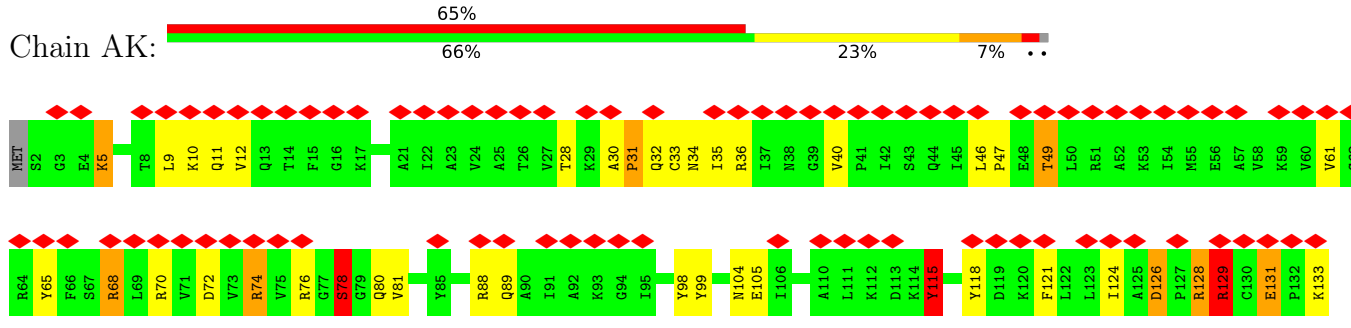 65%
Chain AK:
66% 23% 7% • •
MET S2 G3 E4 K5 T8 L9 K10 Q11 V12 Q13 T14 F15 G16 K17 A21 I22 A23 V24 A25 T26 V27 T28 K29 A30 P31 Q32 C33 N34 I35 R36 I37 N38 G39 V40 P41 I42 S43 Q44 I45 L46 P47 E48 T49 L50 R51 A52 K53 I54 M55 E56 A57 V58 K59 V60 V61
R64 Y65 F66 S67 R68 L69 R70 V71 D72 V73 R74 V75 R76 G77 S78 G79 Q80 V81 Y85 R88 Q89 A90 I91 A92 K93 G94 I95 Y98 Y99 N104 E105 I106 A110 L111 K112 D113 K114 Y115 Y118 D119 K120 F121 L122 L123 I124 A125 D126 P127 R128 R129 C130 E131 P132 K133